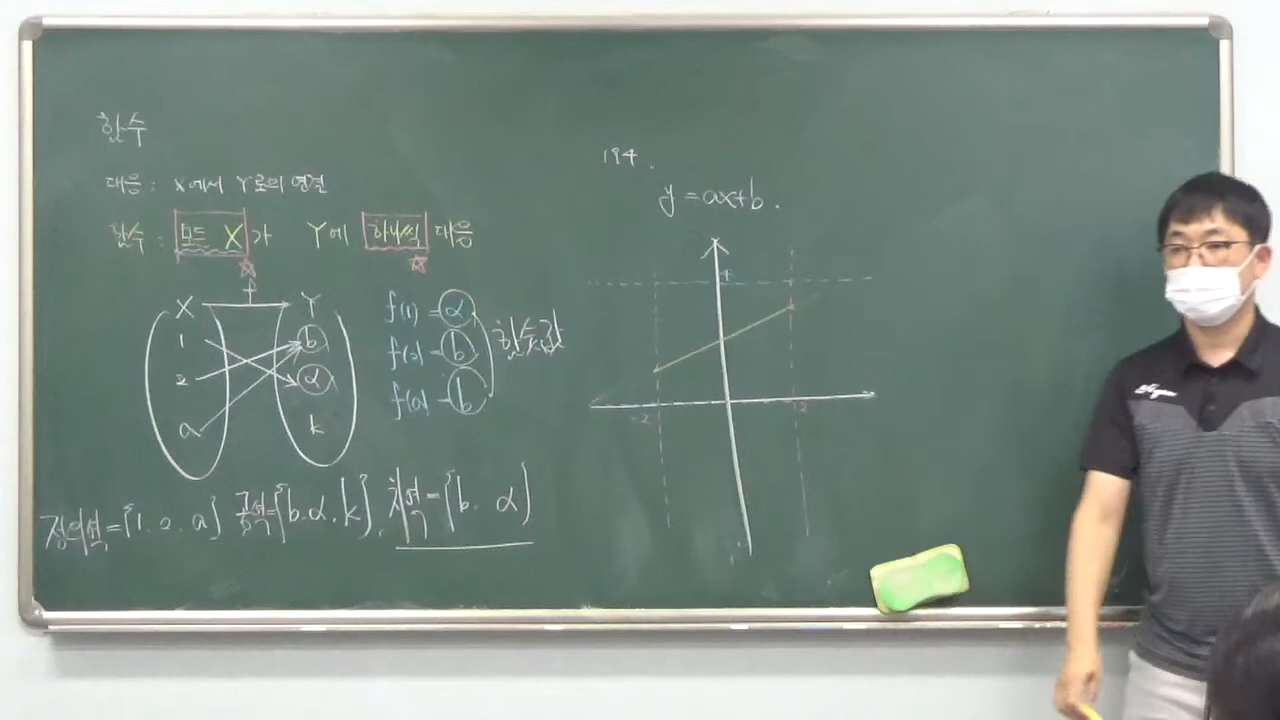 함수
대응 : X에서 Y로의 연결
함수 : 모든 X가 Y에 하나씩 대응
f
X Y
1 b
2 α
a k
f(1) = α
f(2) = b
f(a) = b
함숫값
정의역 = {1, 2, a} 공역 = {b, α, k}, 치역 = {b, α}
194.
y = ax+b.
-2